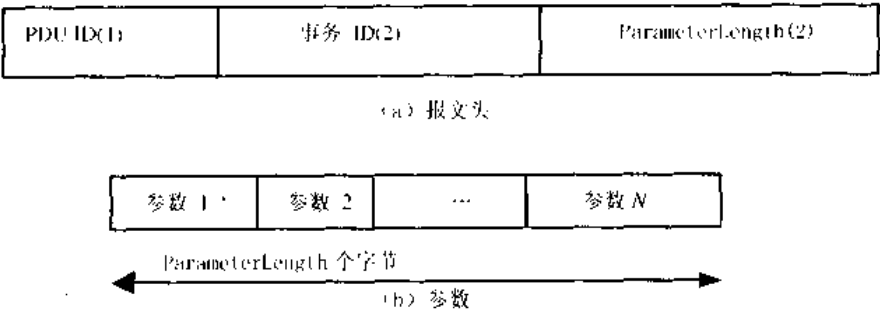 PDU ID(1) 事务 ID(2) ParameterLength(2)
(a) 报文头
参数 1 参数 2 … 参数 N
ParameterLength 个字节
(b) 参数